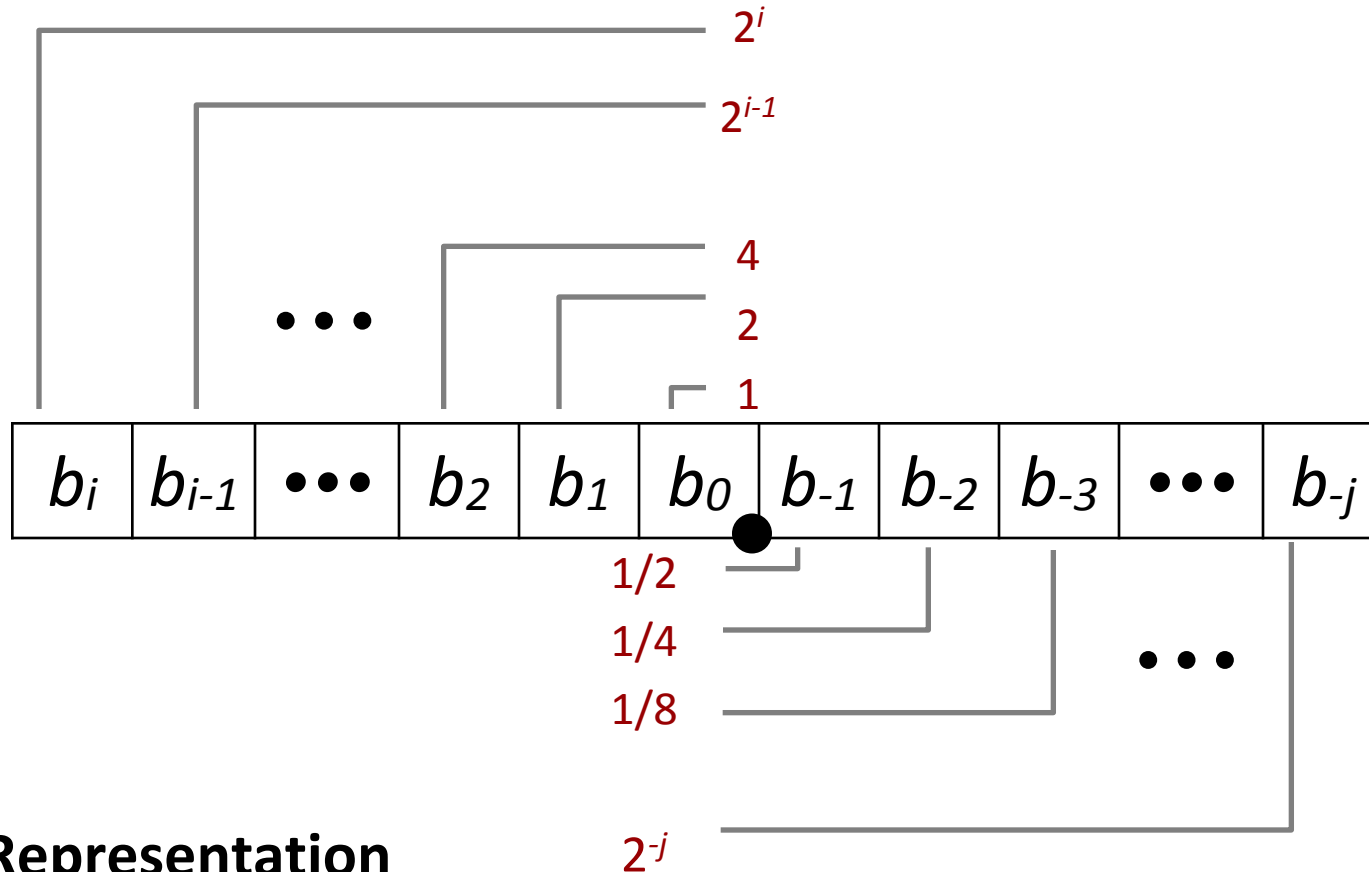 2^i
2^{i-1}
4
2
••• 
1
b_i b_{i-1} ••• b_2 b_1 b_0 . b_{-1} b_{-2} b_{-3} ••• b_{-j}
1/2
1/4
•••
1/8
2^{-j}
Representation